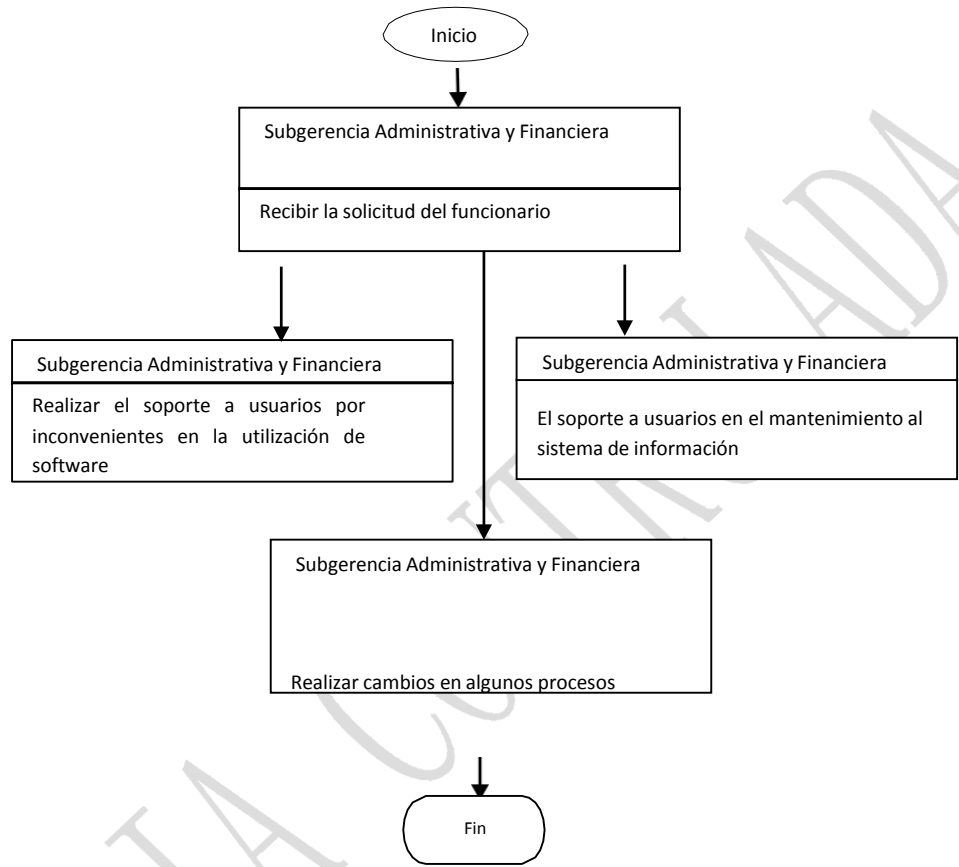 Inicio
Subgerencia Administrativa y Financiera
Recibir la solicitud del funcionario
Subgerencia Administrativa y Financiera
Realizar el soporte a usuarios por
inconvenientes en la utilización de
software
Subgerencia Administrativa y Financiera
El soporte a usuarios en el mantenimiento al
sistema de información
Subgerencia Administrativa y Financiera
Realizar cambios en algunos procesos
Fin